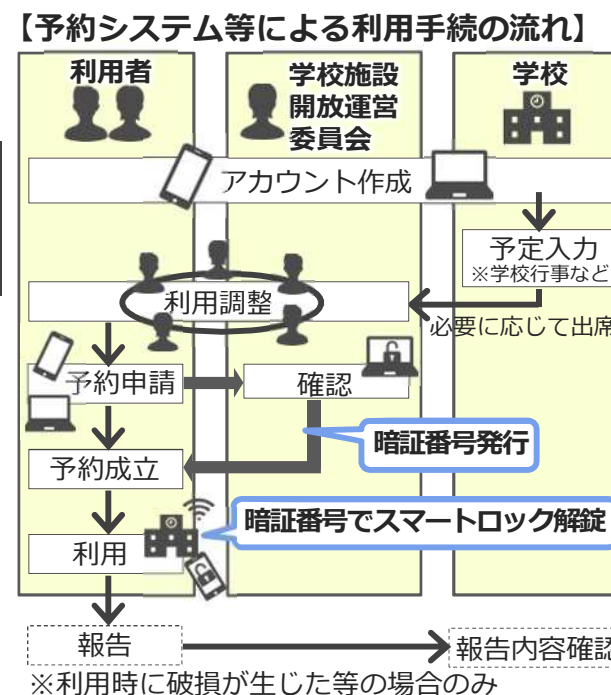 【予約システム等による利用手続の流れ】
利用者
学校施設
開放運営
委員会
学校
アカウント作成
予定入力
※学校行事など
利用調整
必要に応じて出席
予約申請
確認
暗証番号発行
予約成立
暗証番号でスマートロック解錠
利用
報告
報告内容確認
※利用時に破損が生じた等の場合のみ